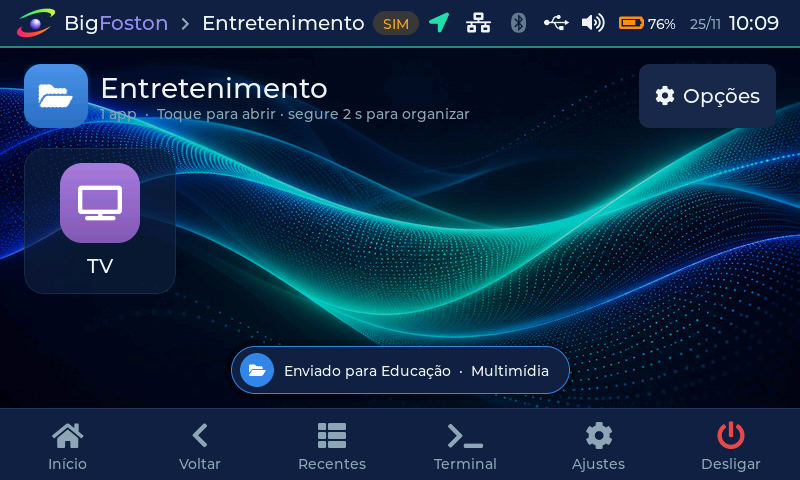 BigFoston > Entretenimento SIM 76% 25/11 10:09
Entretenimento
1 app · Toque para abrir · segure 2 s para organizar
Opções
TV
Enviado para Educação · Multimídia
Início Voltar Recentes Terminal Ajustes Desligar